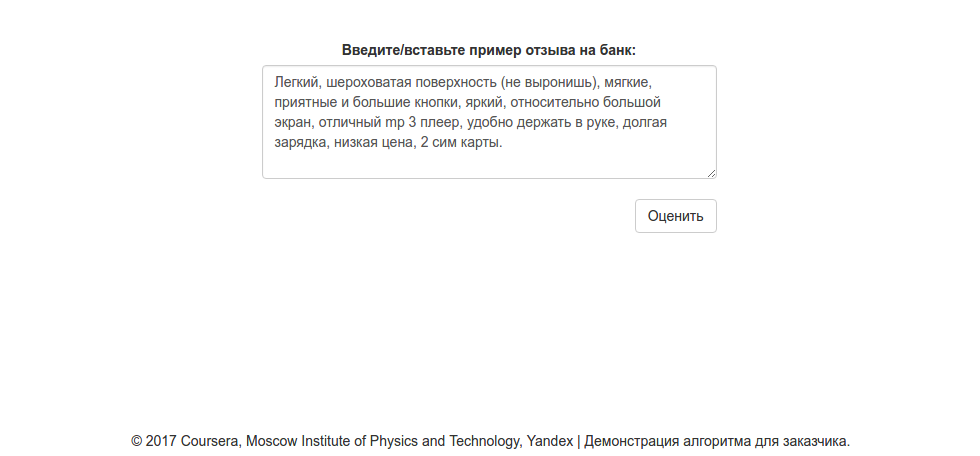 Введите/вставьте пример отзыва на банк:
Легкий, шероховатая поверхность (не выронишь), мягкие,
приятные и большие кнопки, яркий, относительно большой
экран, отличный mp 3 плеер, удобно держать в руке, долгая
зарядка, низкая цена, 2 сим карты.
Оценить
© 2017 Coursera, Moscow Institute of Physics and Technology, Yandex | Демонстрация алгоритма для заказчика.